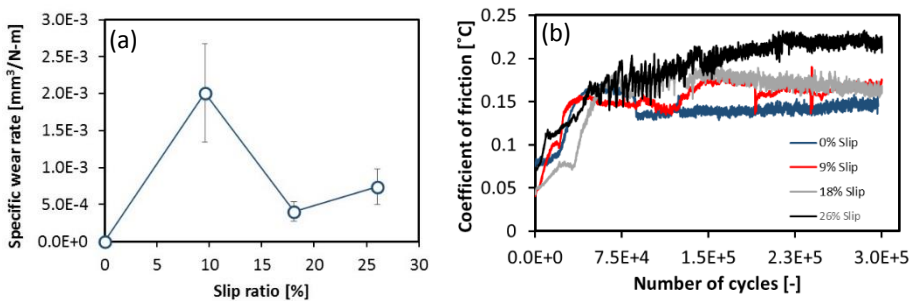 (a)
Specific wear rate [mm³/N-m]
3.0E-3
2.5E-3
2.0E-3
1.5E-3
1.0E-3
5.0E-4
0.0E+0
0 5 10 15 20 25 30
Slip ratio [%]
(b)
Coefficient of friction [˚C]
0.25
0.2
0.15
0.1
0.05
0% Slip
9% Slip
18% Slip
26% Slip
0.0E+0 7.5E+4 1.5E+5 2.3E+5 3.0E+5
Number of cycles [-]